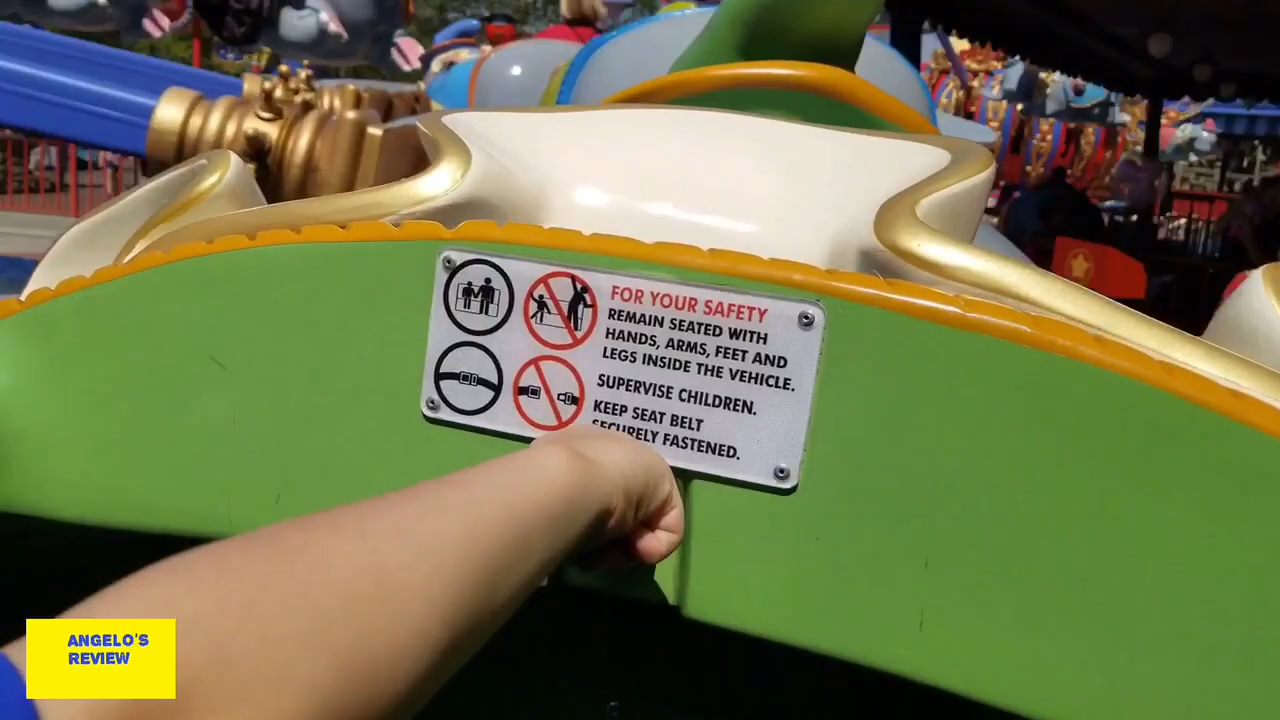 FOR YOUR SAFETY
REMAIN SEATED WITH
HANDS, ARMS, FEET AND
LEGS INSIDE THE VEHICLE.
SUPERVISE CHILDREN.
KEEP SEAT BELT
SECURELY FASTENED.
ANGELO'S
REVIEW